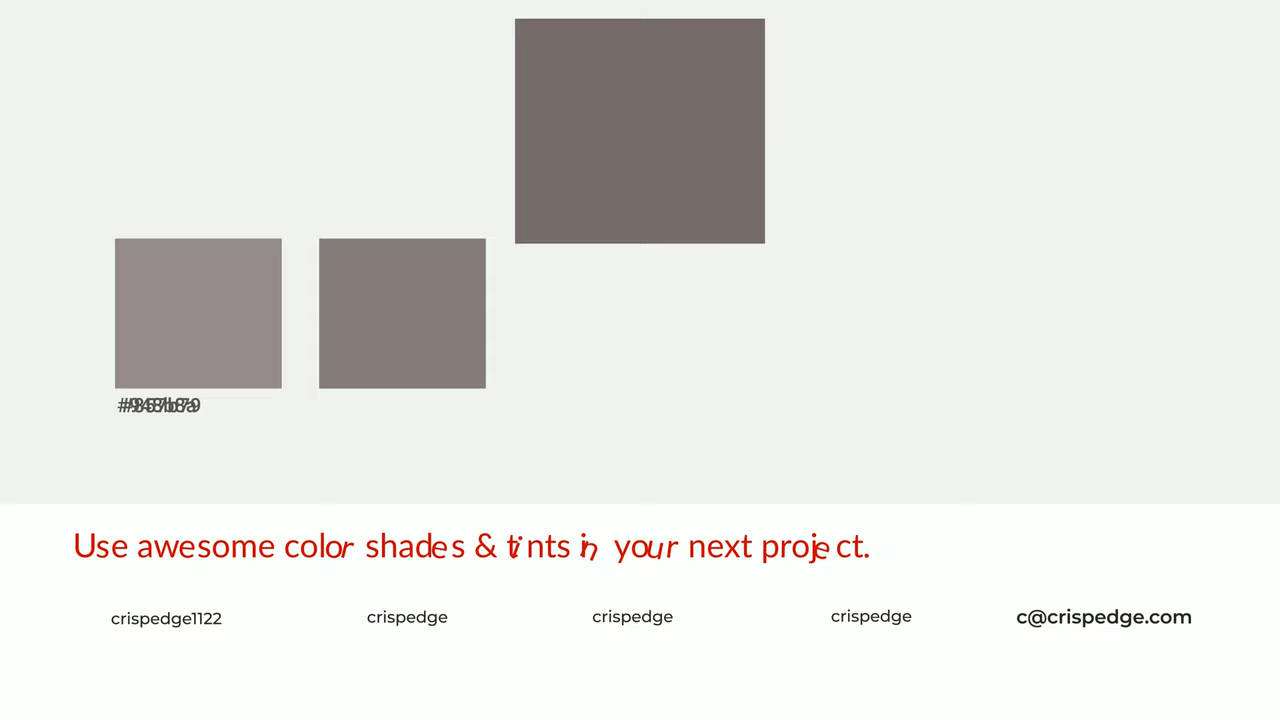 Use awesome color shades & tints in your next project.
crispedge1122 crispedge crispedge crispedge c@crispedge.com